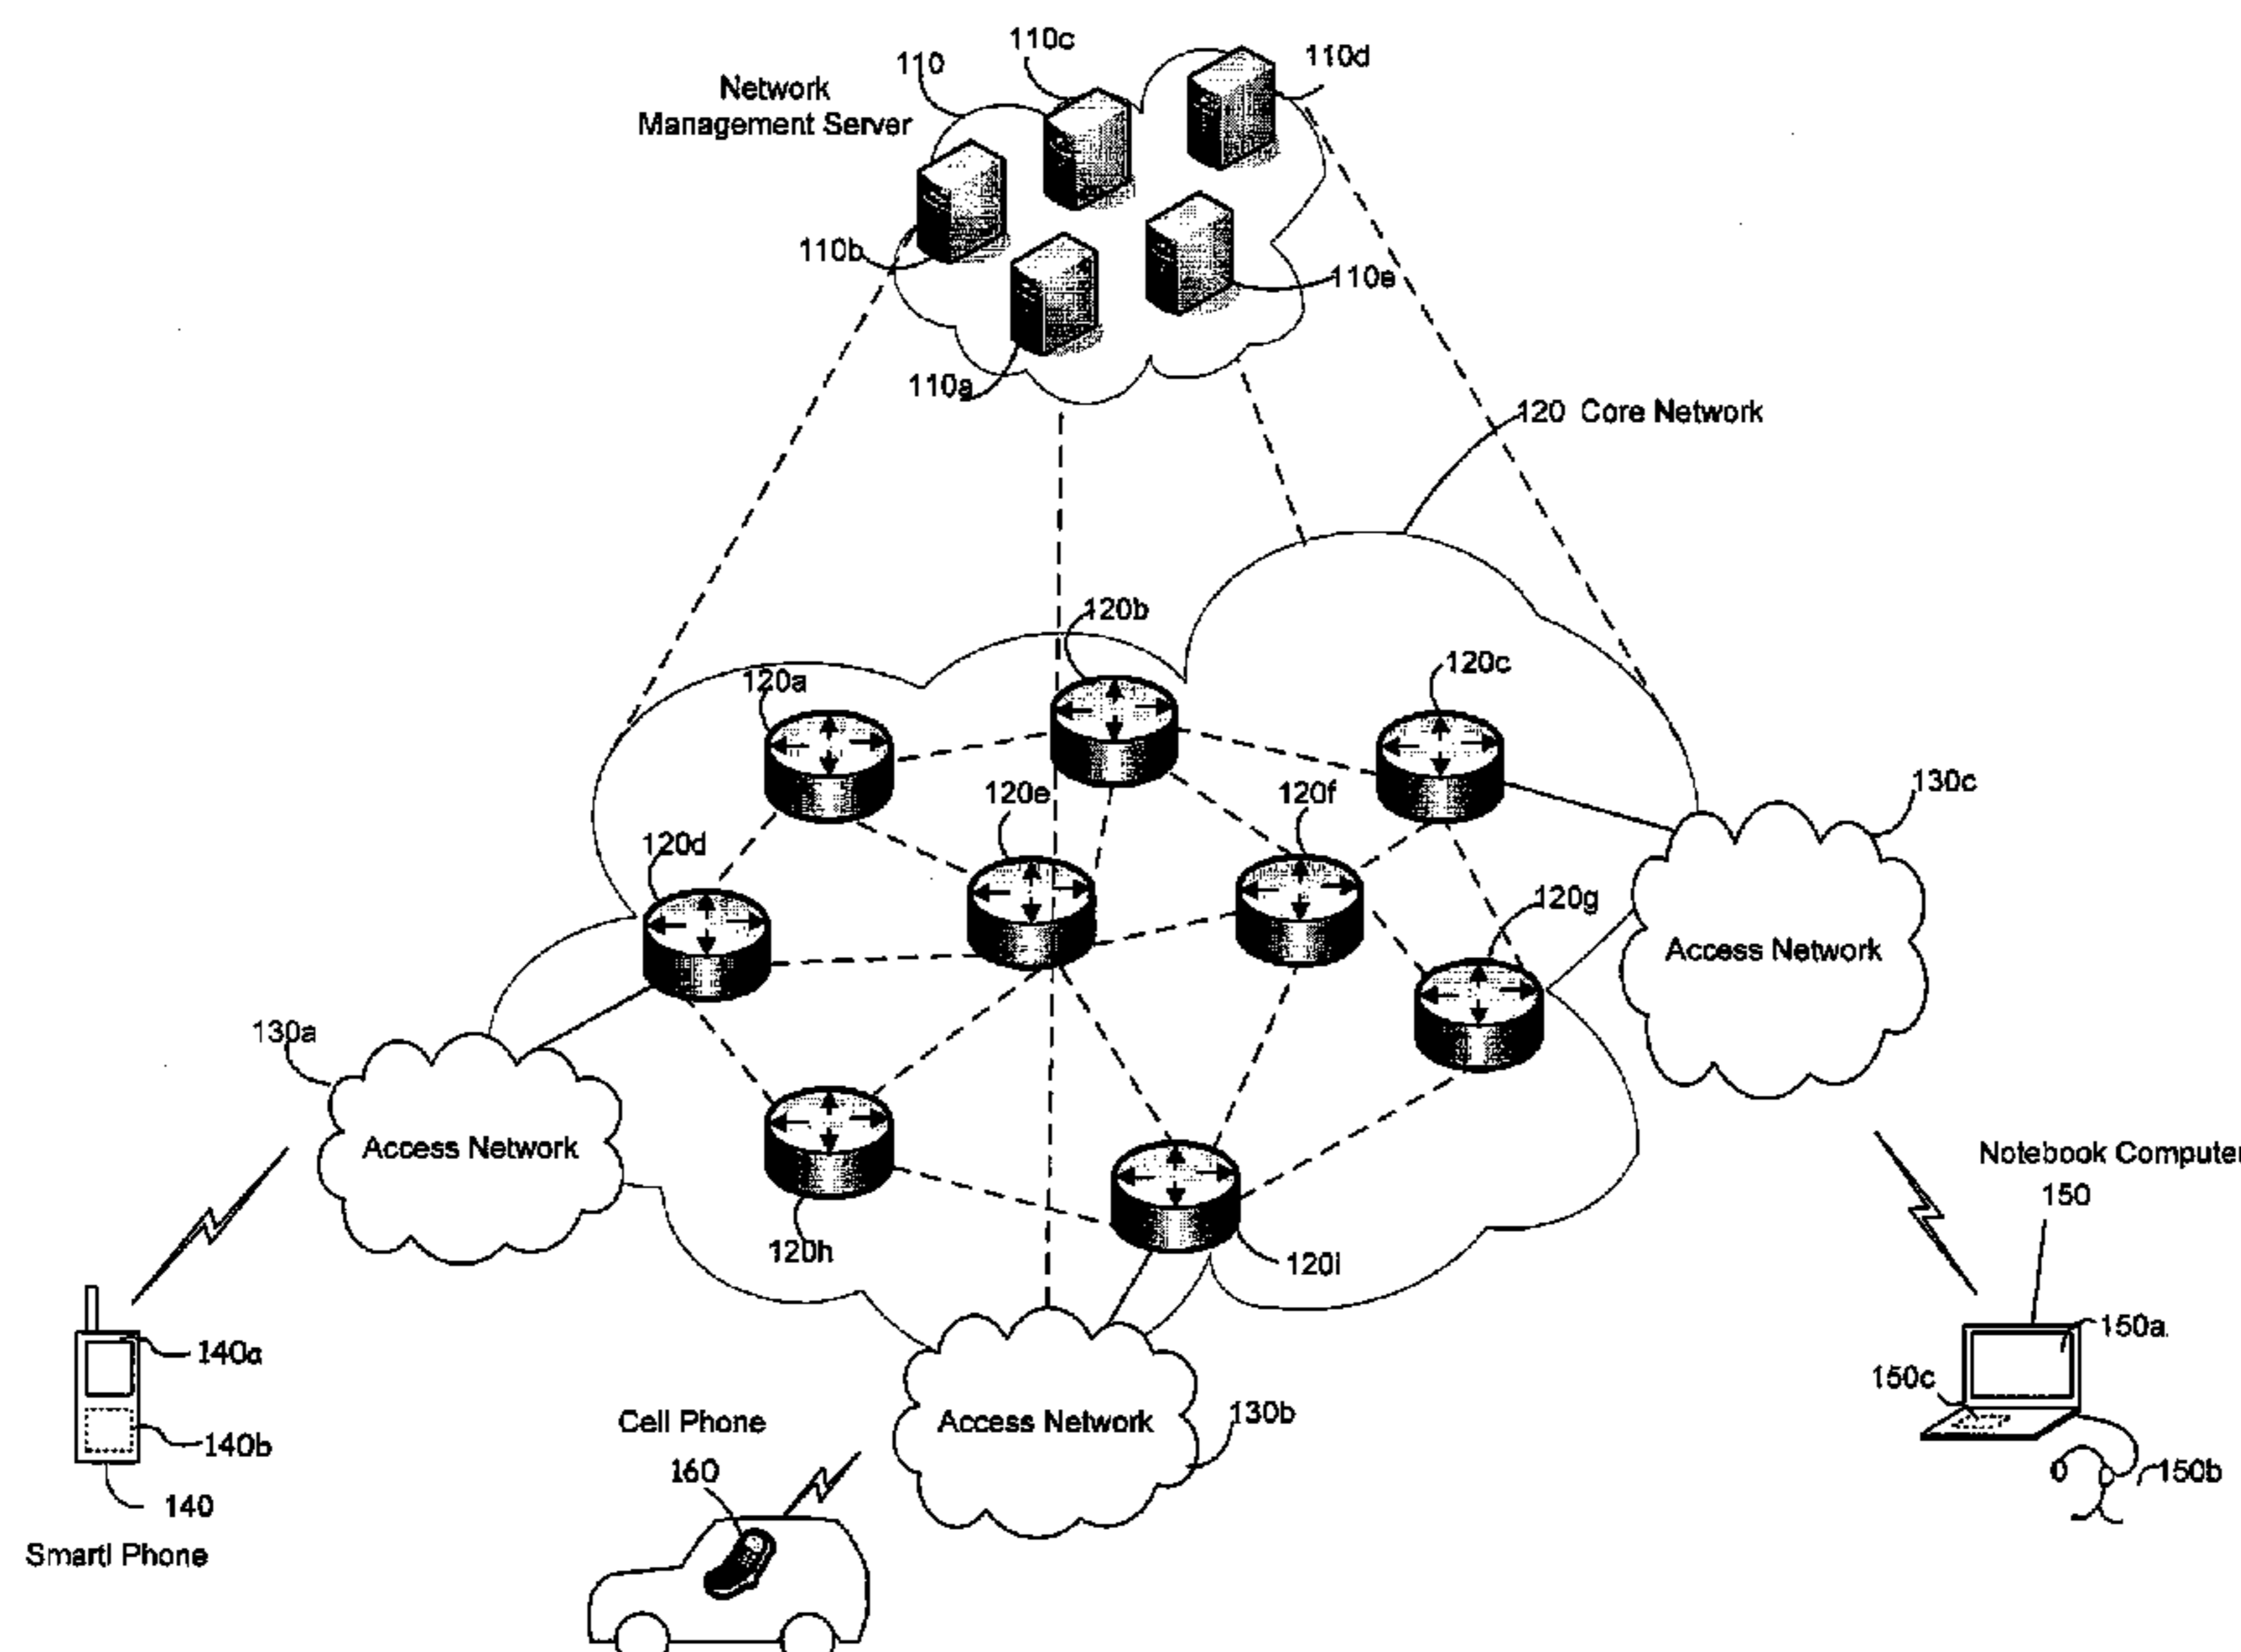 110c
110
110d
Network
Management Server
110b
110e
110a
120 Core Network
120b
120c
120a
120e
120f
130c
120d
120g
Access Network
130a
Access Network
Notebook Computer
150
120h
120i
140a
150a
150c
Cell Phone
Access Network
130b
140b
160
150b
140
Smartl Phone